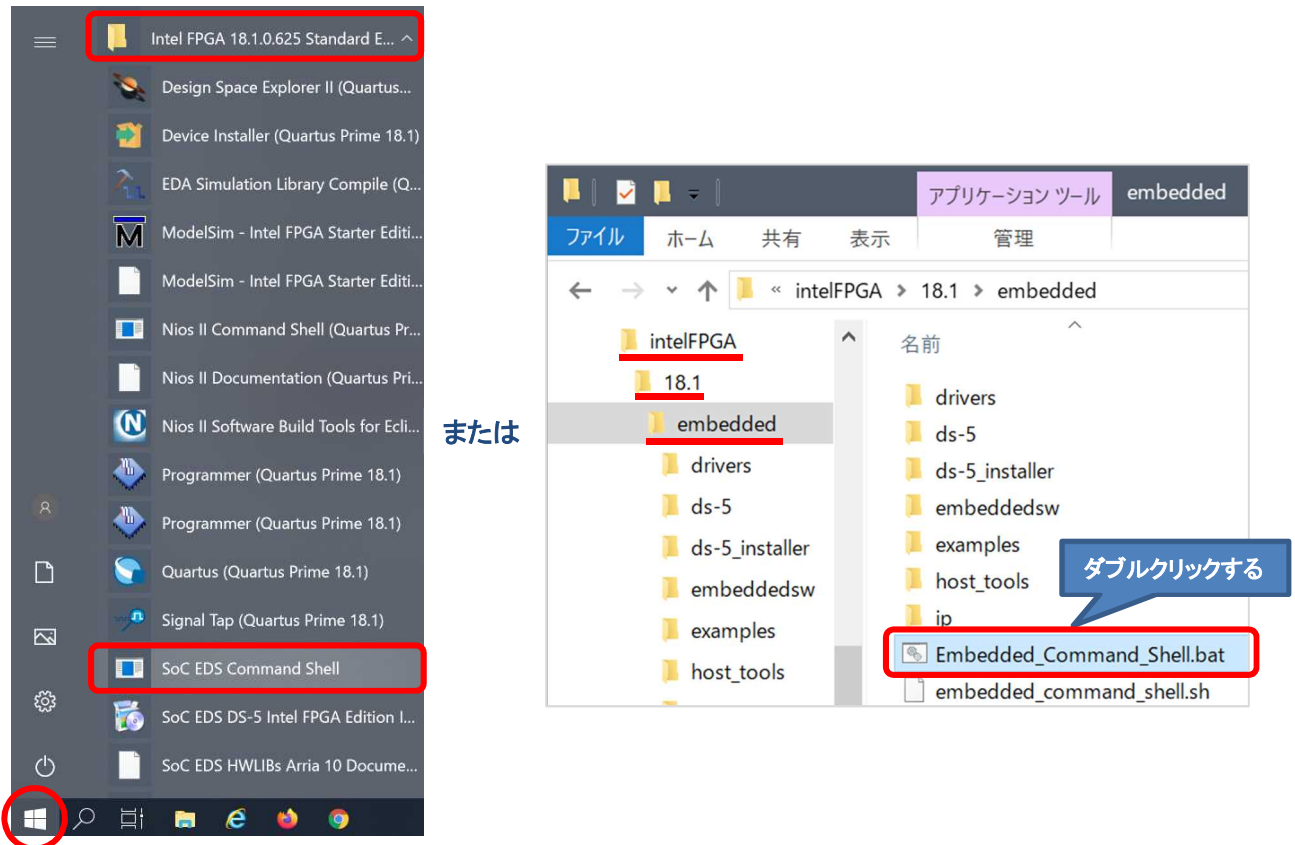 Intel FPGA 18.1.0.625 Standard E...
Design Space Explorer II (Quartus...
Device Installer (Quartus Prime 18.1)
EDA Simulation Library Compile (Q...
ModelSim - Intel FPGA Starter Editi...
ModelSim - Intel FPGA Starter Editi...
Nios II Command Shell (Quartus Pr...
Nios II Documentation (Quartus Pri...
Nios II Software Build Tools for Ecli...
Programmer (Quartus Prime 18.1)
Programmer (Quartus Prime 18.1)
Quartus (Quartus Prime 18.1)
Signal Tap (Quartus Prime 18.1)
SoC EDS Command Shell
SoC EDS DS-5 Intel FPGA Edition I...
SoC EDS HWLIBs Arria 10 Docume...
または
アプリケーション ツール embedded
ファイル ホーム 共有 表示 管理
« intelFPGA > 18.1 > embedded
intelFPGA
18.1
embedded
drivers
ds-5
ds-5_installer
embeddedsw
examples
host_tools
名前
drivers
ds-5
ds-5_installer
embeddedsw
examples
host_tools
ip
Embedded_Command_Shell.bat
embedded_command_shell.sh
ダブルクリックする